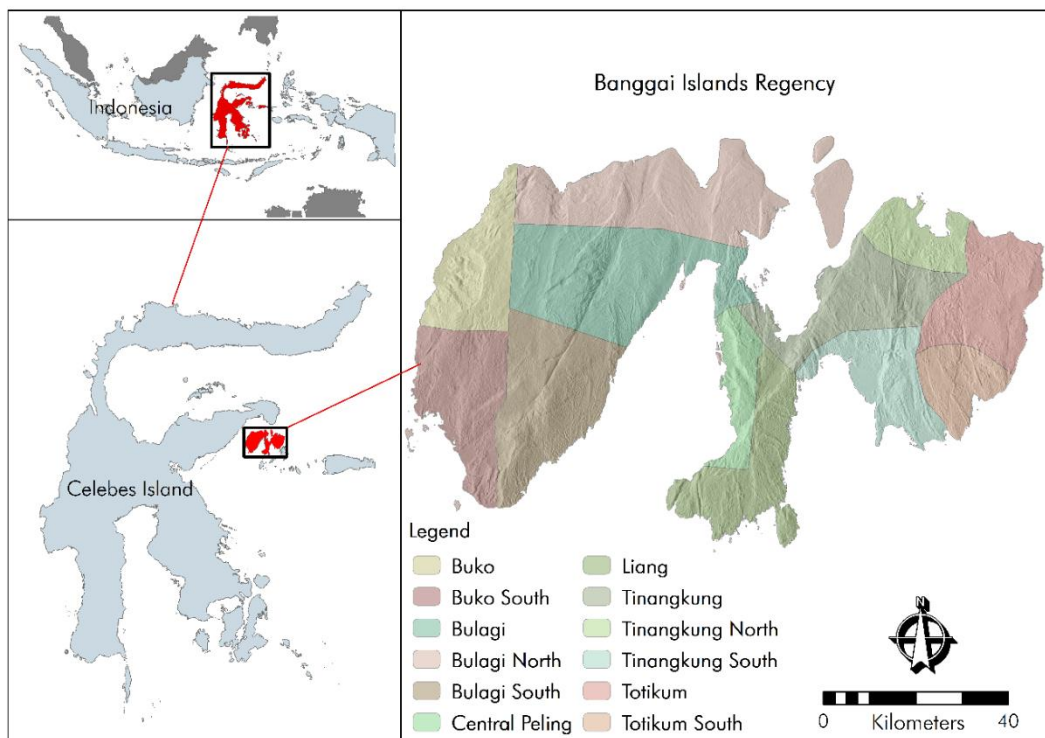 Indonesia
Celebes Island
Banggai Islands Regency
Legend
Buko
Buko South
Bulagi
Bulagi North
Bulagi South
Central Peling
Liang
Tinangkung
Tinangkung North
Tinangkung South
Totikum
Totikum South
N
0 Kilometers 40